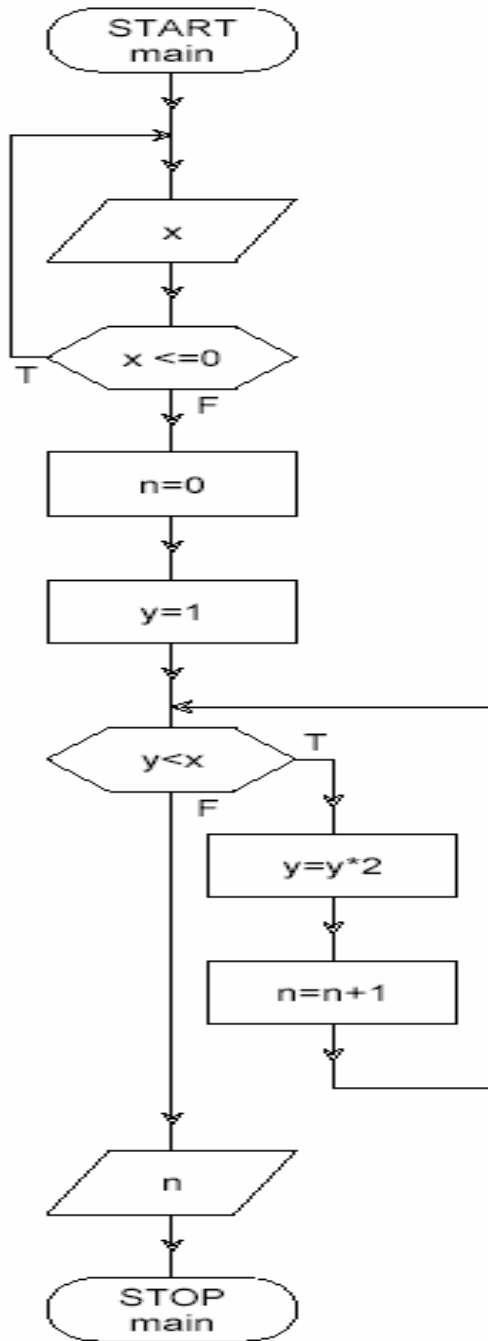 START
main
x
x <=0
T
F
n=0
y=1
y<x
T
F
y=y*2
n=n+1
n
STOP
main